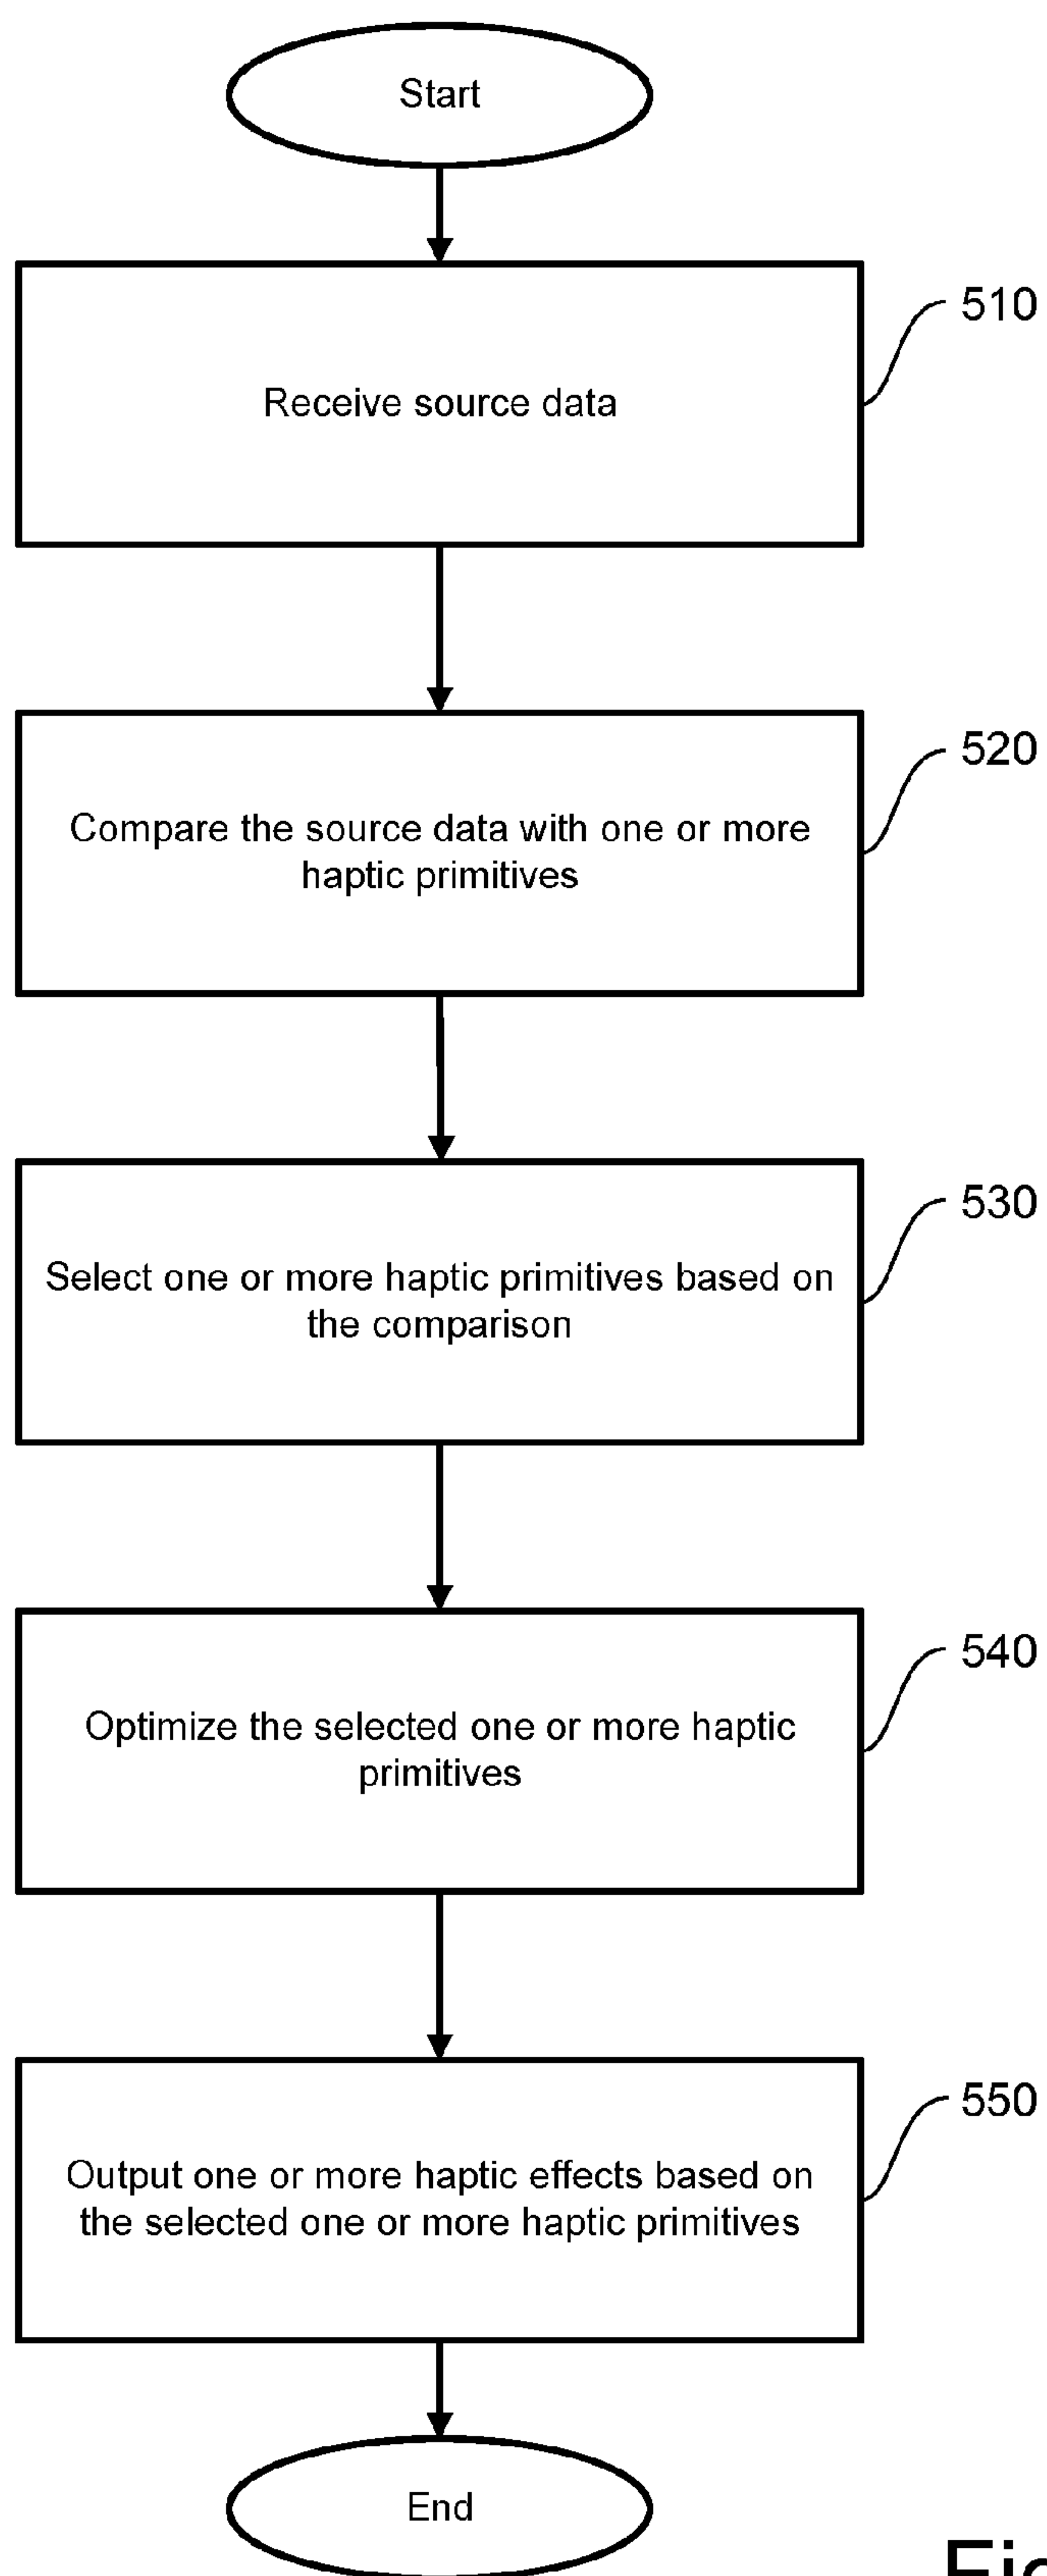 Start
510
Receive source data
520
Compare the source data with one or more
haptic primitives
530
Select one or more haptic primitives based on
the comparison
540
Optimize the selected one or more haptic
primitives
550
Output one or more haptic effects based on
the selected one or more haptic primitives
End